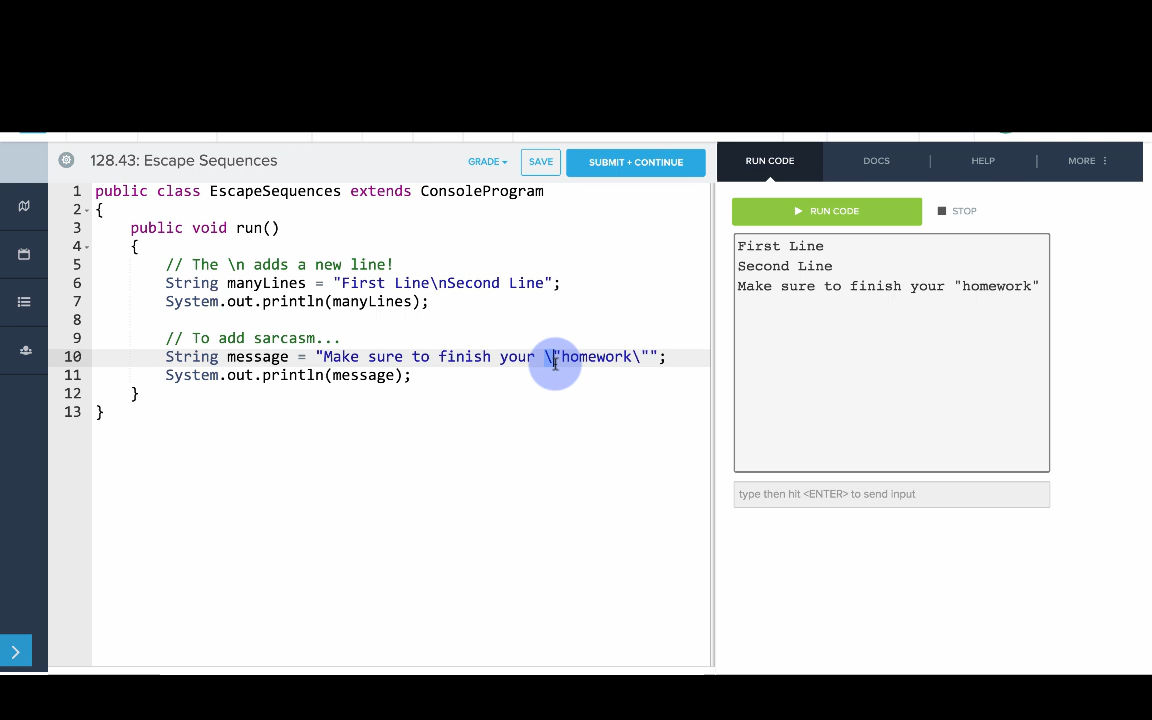 128.43: Escape Sequences
GRADE
SAVE
SUBMIT + CONTINUE
RUN CODE
DOCS
HELP
MORE
1 public class EscapeSequences extends ConsoleProgram
2 {
3 public void run()
4 {
5 // The \n adds a new line!
6 String manyLines = "First Line\nSecond Line";
7 System.out.println(manyLines);
8
9 // To add sarcasm...
10 String message = "Make sure to finish your \"homework\"";
11 System.out.println(message);
12 }
13 }
RUN CODE
STOP
First Line
Second Line
Make sure to finish your "homework"
type then hit <ENTER> to send input